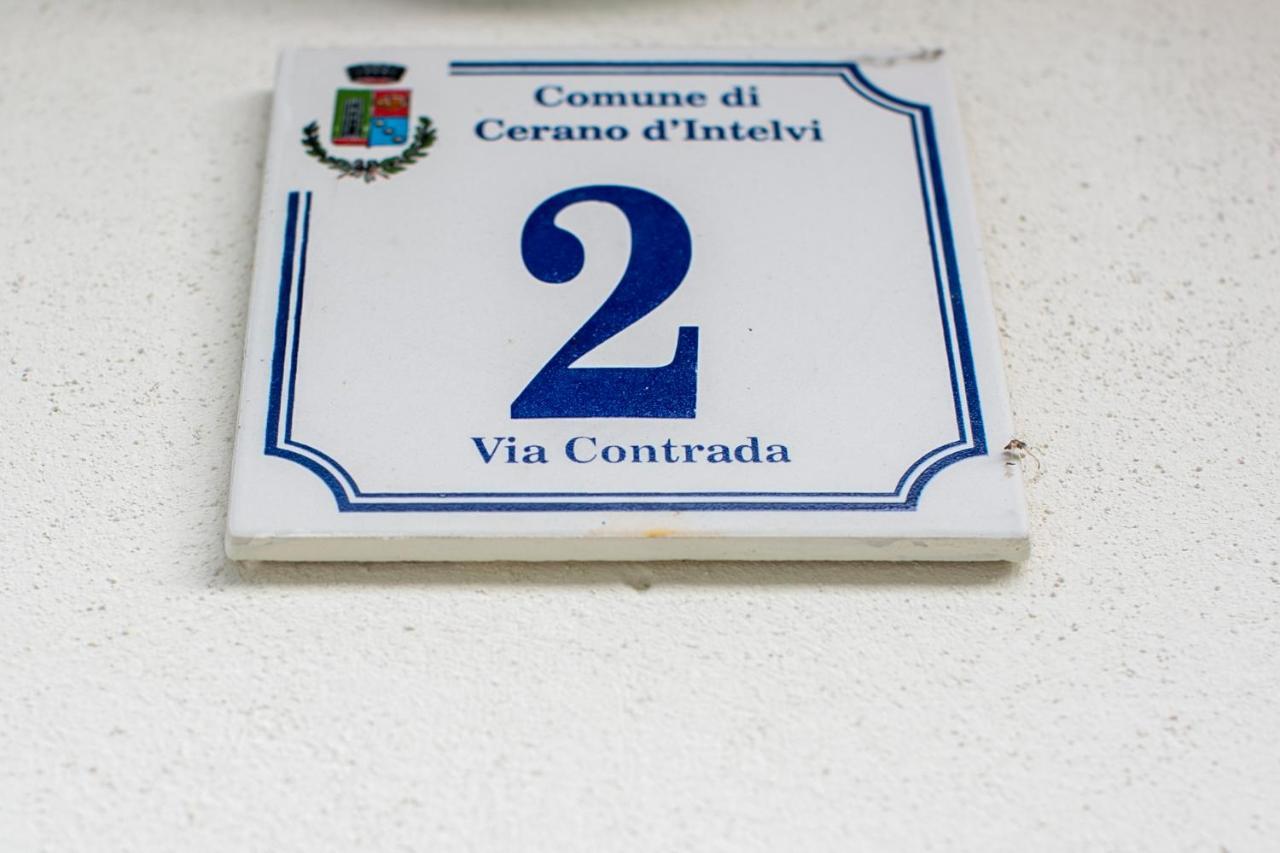 Comune di
Cerano d'Intelvi
2
Via Contrada